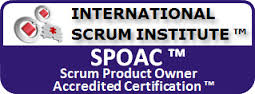 INTERNATIONAL
SCRUM INSTITUTE ™
SPOAC ™
Scrum Product Owner
Accredited Certification ™